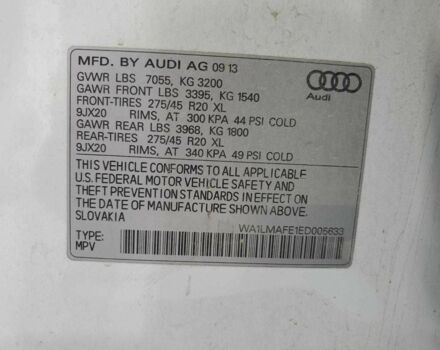 MFD. BY AUDI AG 09 13
GVWR LBS 7055, KG 3200
GAWR FRONT LBS 3395, KG 1540
FRONT-TIRES 275/45 R20 XL
9JX20 RIMS, AT 300 KPA 44 PSI COLD
GAWR REAR LBS 3968, KG 1800
REAR-TIRES 275/45 R20 XL
9JX20 RIMS, AT 340 KPA 49 PSI COLD
Audi
THIS VEHICLE CONFORMS TO ALL APPLICABLE
U.S. FEDERAL MOTOR VEHICLE SAFETY AND
THEFT PREVENTION STANDARDS IN EFFECT ON
THE DATE OF MANUFACTURE SHOWN ABOVE.
SLOVAKIA
WA1LMAFE1ED005633
TYPE:
MPV